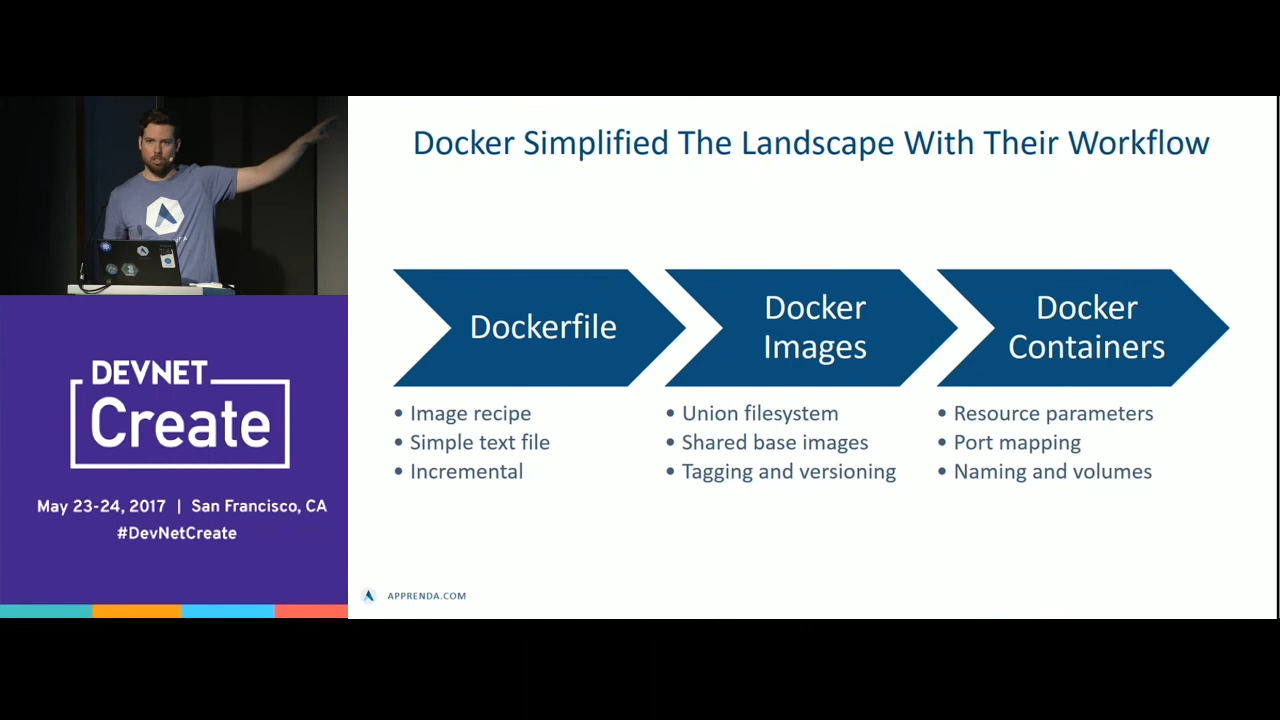 Docker Simplified The Landscape With Their Workflow
Dockerfile
• Image recipe
• Simple text file
• Incremental
Docker
Images
• Union filesystem
• Shared base images
• Tagging and versioning
Docker
Containers
• Resource parameters
• Port mapping
• Naming and volumes
APPRENDA.COM
DEVNET
Create
May 23-24, 2017 | San Francisco, CA
#DevNetCreate